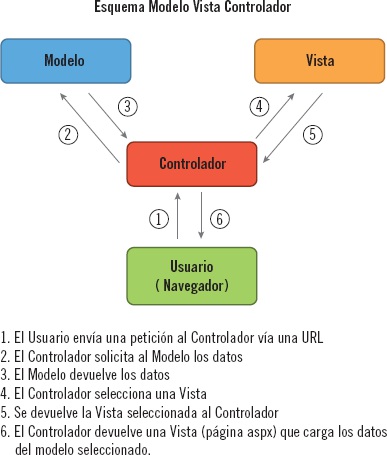 Esquema Modelo Vista Controlador
Modelo
Vista
3
4
2
5
Controlador
1
6
Usuario
( Navegador)
1. El Usuario envía una petición al Controlador vía una URL
2. El Controlador solicita al Modelo los datos
3. El Modelo devuelve los datos
4. El Controlador selecciona una Vista
5. Se devuelve la Vista seleccionada al Controlador
6. El Controlador devuelve una Vista (página aspx) que carga los datos
del modelo seleccionado.